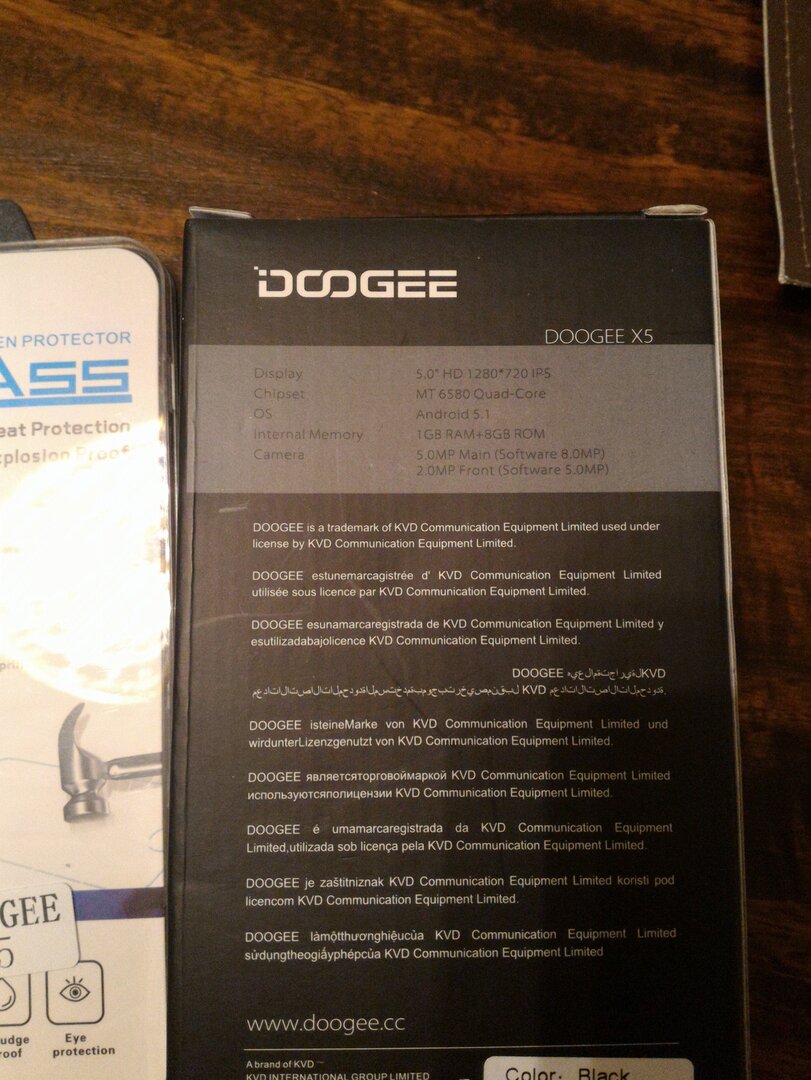 EN PROTECTOR
ASS
eat Protection
xplosion Proof
GEE
5
udge
roof
Eye
protection
DOOGEE
DOOGEE X5
Display 5.0" HD 1280*720 IPS
Chipset MT 6580 Quad-Core
OS Android 5.1
Internal Memory 1GB RAM+8GB ROM
Camera 5.0MP Main (Software 8.0MP)
2.0MP Front (Software 5.0MP)
DOOGEE is a trademark of KVD Communication Equipment Limited used under
license by KVD Communication Equipment Limited.
DOOGEE estunemarcagistrée d' KVD Communication Equipment Limited
utilisée sous licence par KVD Communication Equipment Limited.
DOOGEE esunamarcaregistrada de KVD Communication Equipment Limited y
esutilizadabajolicence KVD Communication Equipment Limited.
DOOGEE KVD
KVD
DOOGEE isteineMarke von KVD Communication Equipment Limited und
wirdunterLizenzgenutzt von KVD Communication Equipment Limited.
DOOGEE являетсяторговоймаркой KVD Communication Equipment Limited
используютсяполицензии KVD Communication Equipment Limited.
DOOGEE é umamarcaregistrada da KVD Communication Equipment
Limited,utilizada sob licença pela KVD Communication Equipment Limited.
DOOGEE je zaštitniznak KVD Communication Equipment Limited koristi pod
licencom KVD Communication Equipment Limited.
DOOGEE làmộtthươnghiệucủa KVD Communication Equipment Limited
sửdụngtheogiấyphépcủa KVD Communication Equipment Limited
www.doogee.cc
A brand of KVD
KVD INTERNATIONAL GROUP LIMITED
Color: Black